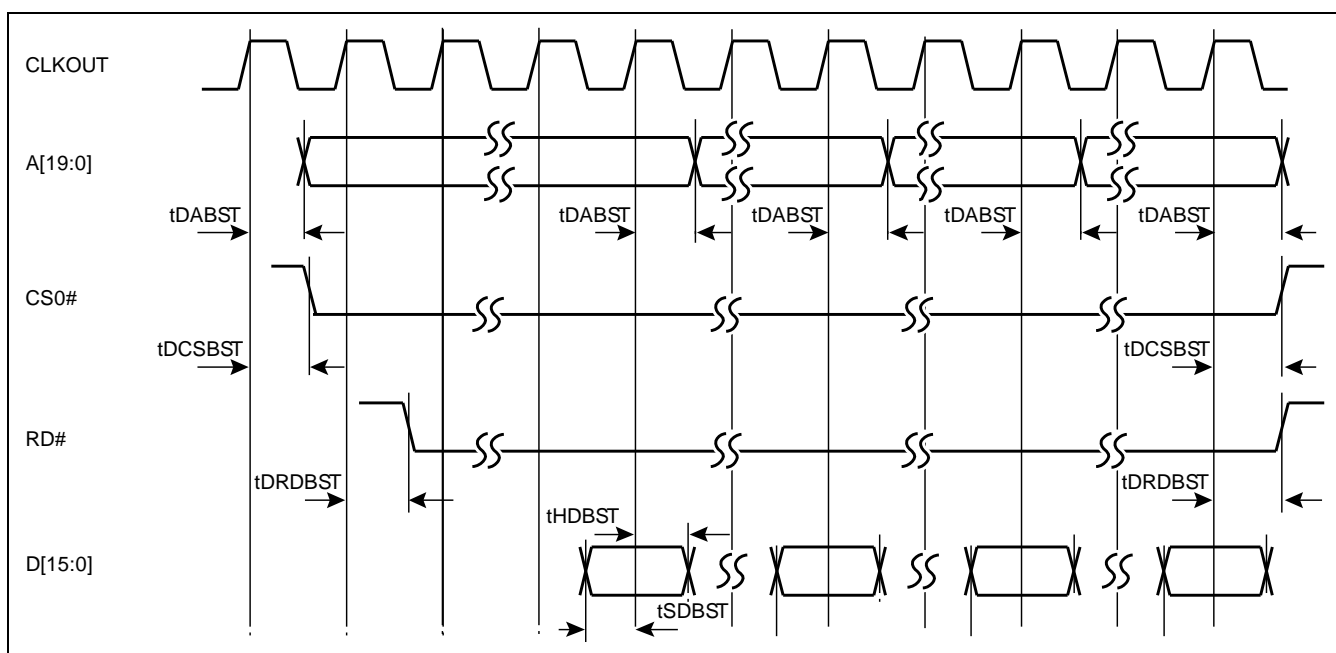 CLKOUT
A[19:0]
tDABST
tDABST
tDABST
tDABST
tDABST
CS0#
tDCSBST
tDCSBST
RD#
tDRDBST
tDRDBST
tHDBST
D[15:0]
tSDBST